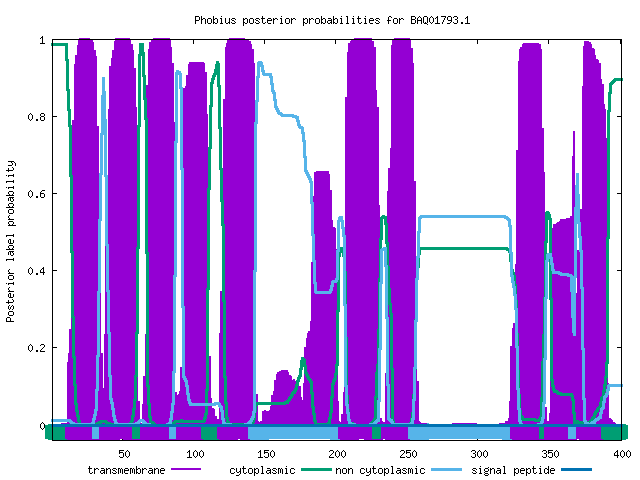 Phobius posterior probabilities for BAQ01793.1
Posterior label probability
1
0.8
0.6
0.4
0.2
0
50 100 150 200 250 300 350 400
transmembrane cytoplasmic non cytoplasmic signal peptide